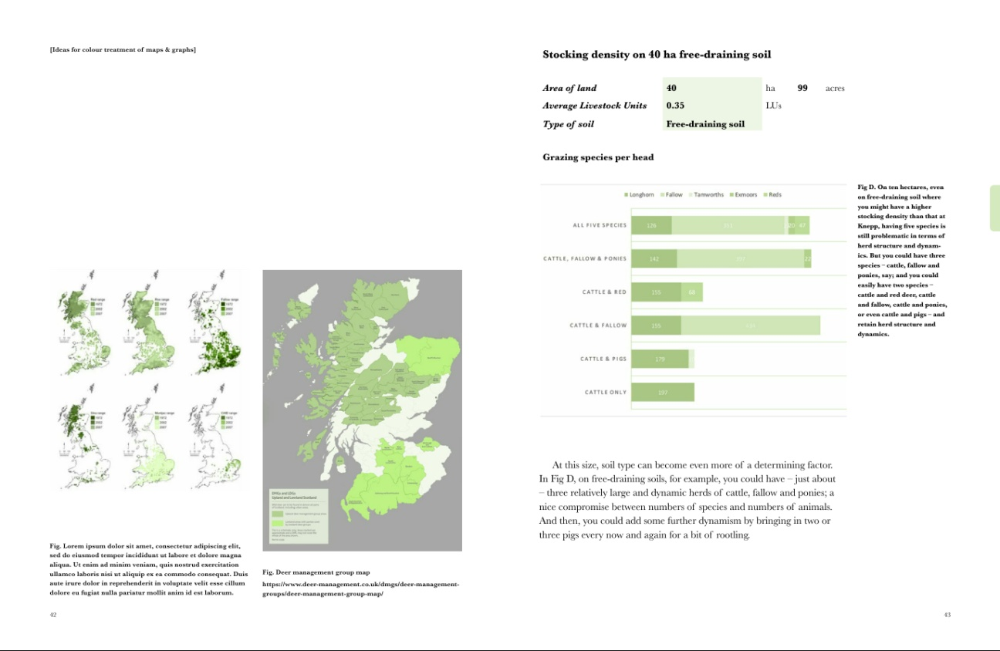 [Ideas for colour treatment of maps & graphs]
Red range
1972
2002
2007
Roe range
1972
2002
2007
Fallow range
1972
2002
2007
Sika range
1972
2002
2007
Muntjac range
1972
2002
2007
CWD range
1972
2002
2007
DMGs and LDGs
Upland and Lowland Scotland
Fig. Lorem ipsum dolor sit amet, consectetur adipiscing elit,
sed do eiusmod tempor incididunt ut labore et dolore magna
aliqua. Ut enim ad minim veniam, quis nostrud exercitation
ullamco laboris nisi ut aliquip ex ea commodo consequat. Duis
aute irure dolor in reprehenderit in voluptate velit esse cillum
dolore eu fugiat nulla pariatur mollit anim id est laborum.
Fig. Deer management group map
https://www.deer-management.co.uk/dmgs/deer-management-
groups/deer-management-group-map/
42
Stocking density on 40 ha free-draining soil
Area of land 40 ha 99 acres
Average Livestock Units 0.35 LUs
Type of soil Free-draining soil
Grazing species per head
Longhorn Fallow Tamworths Exmoors Reds
ALL FIVE SPECIES 126 351 20 47
CATTLE, FALLOW & PONIES 142 22
CATTLE & RED 155 68
CATTLE & FALLOW 155
CATTLE & PIGS 179
CATTLE ONLY 197
Fig D. On ten hectares, even
on free-draining soil where
you might have a higher
stocking density than that at
Knepp, having five species is
still problematic in terms of
herd structure and dynam-
ics. But you could have three
species – cattle, fallow and
ponies, say; and you could
easily have two species –
cattle and red deer, cattle
and fallow, cattle and ponies,
or even cattle and pigs – and
retain herd structure and
dynamics.
At this size, soil type can become even more of a determining factor.
In Fig D, on free-draining soils, for example, you could have – just about
– three relatively large and dynamic herds of cattle, fallow and ponies; a
nice compromise between numbers of species and numbers of animals.
And then, you could add some further dynamism by bringing in two or
three pigs every now and again for a bit of rootling.
43